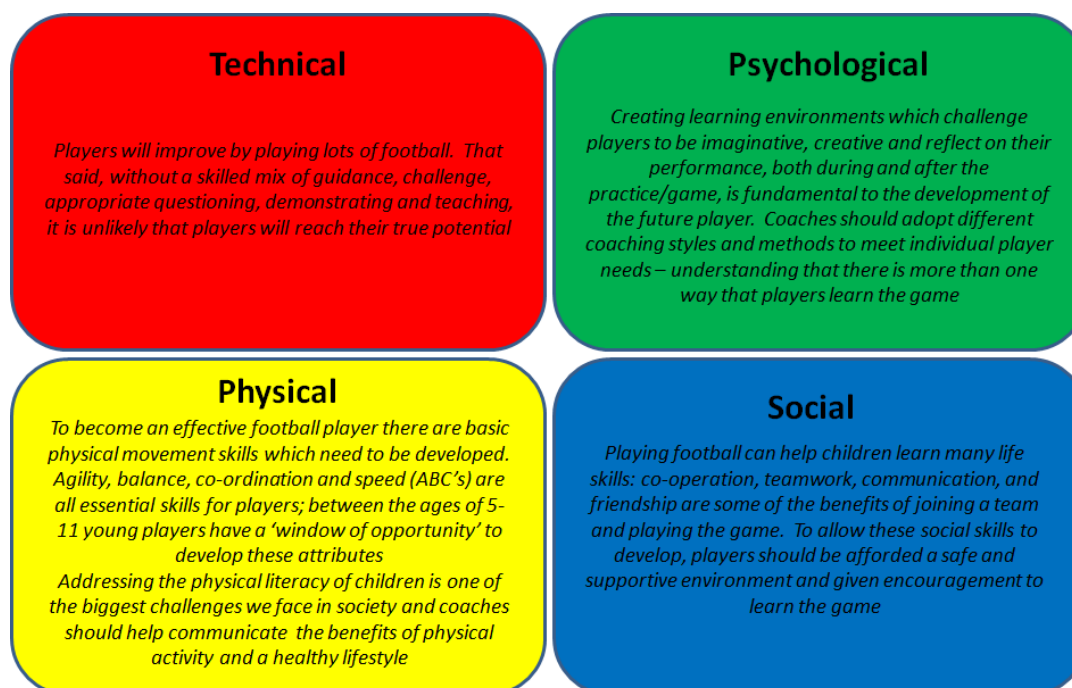 Technical
Players will improve by playing lots of football.  That
said, without a skilled mix of guidance, challenge,
appropriate questioning, demonstrating and teaching,
it is unlikely that players will reach their true potential
Psychological
Creating learning environments which challenge
players to be imaginative, creative and reflect on their
performance, both during and after the
practice/game, is fundamental to the development of
the future player.  Coaches should adopt different
coaching styles and methods to meet individual player
needs – understanding that there is more than one
way that players learn the game
Physical
To become an effective football player there are basic
physical movement skills which need to be developed.
Agility, balance, co-ordination and speed (ABC’s) are
all essential skills for players; between the ages of 5-
11 young players have a ‘window of opportunity’ to
develop these attributes
Addressing the physical literacy of children is one of
the biggest challenges we face in society and coaches
should help communicate  the benefits of physical
activity and a healthy lifestyle
Social
Playing football can help children learn many life
skills: co-operation, teamwork, communication, and
friendship are some of the benefits of joining a team
and playing the game.  To allow these social skills to
develop, players should be afforded a safe and
supportive environment and given encouragement to
learn the game